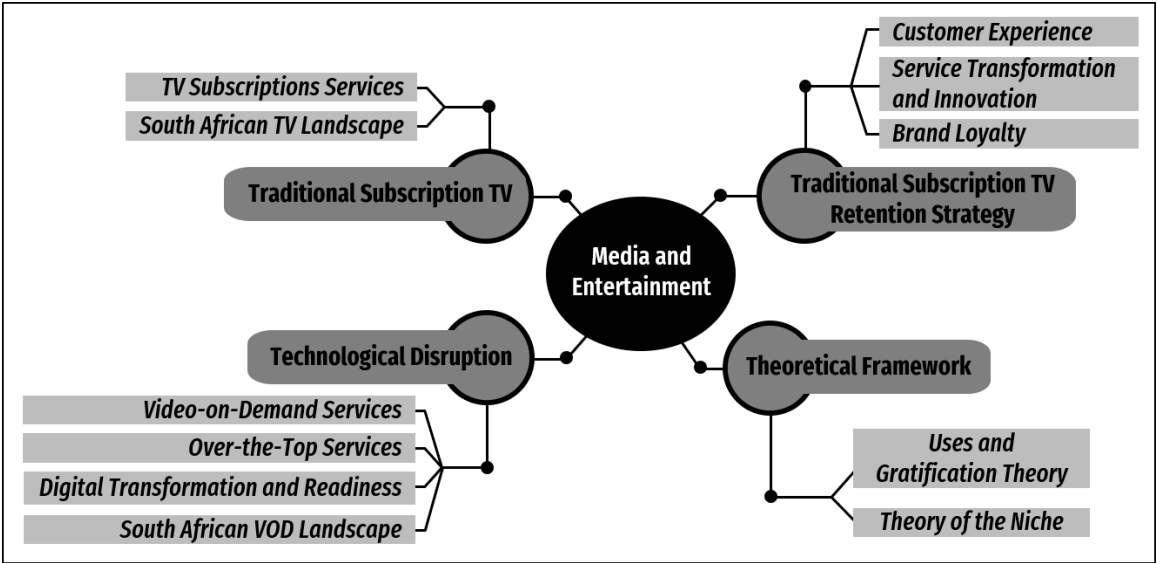 TV Subscriptions Services
South African TV Landscape
Traditional Subscription TV
Customer Experience
Service Transformation
and Innovation
Brand Loyalty
Traditional Subscription TV
Retention Strategy
Media and
Entertainment
Technological Disruption
Video-on-Demand Services
Over-the-Top Services
Digital Transformation and Readiness
South African VOD Landscape
Theoretical Framework
Uses and
Gratification Theory
Theory of the Niche